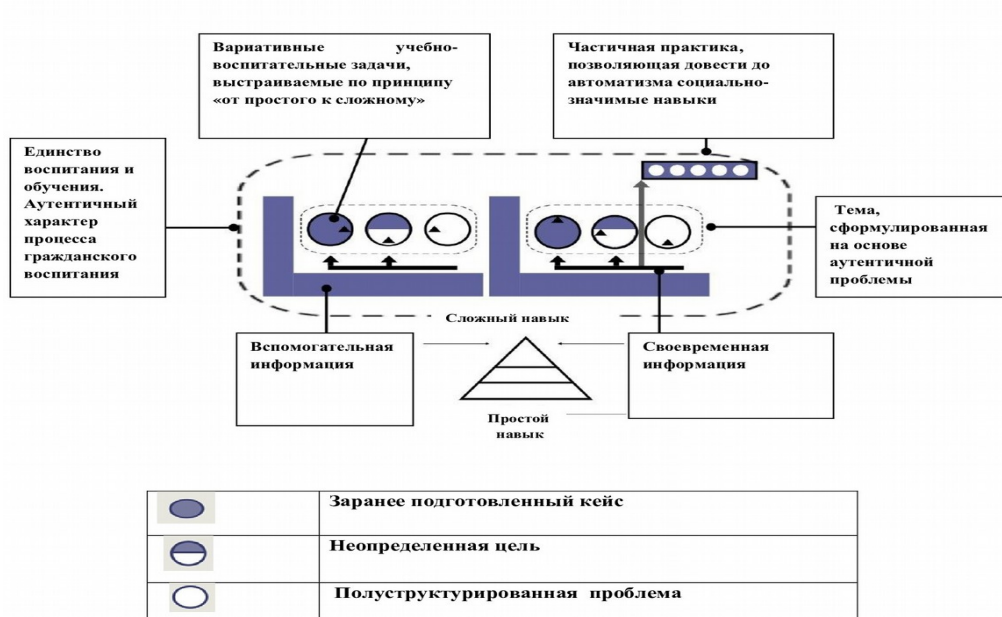 Вариативные учебно-
воспитательные задачи,
выстраиваемые по принципу
«от простого к сложному»
Частичная практика,
позволяющая довести до
автоматизма социально-
значимые навыки
Единство
воспитания и
обучения.
Аутентичный
характер
процесса
гражданского
воспитания
Тема,
сформулированная
на основе
аутентичной
проблемы
Сложный навык
Вспомогательная
информация
Своевременная
информация
Простой
навык
Заранее подготовленный кейс
Неопределенная цель
Полуструктурированная проблема